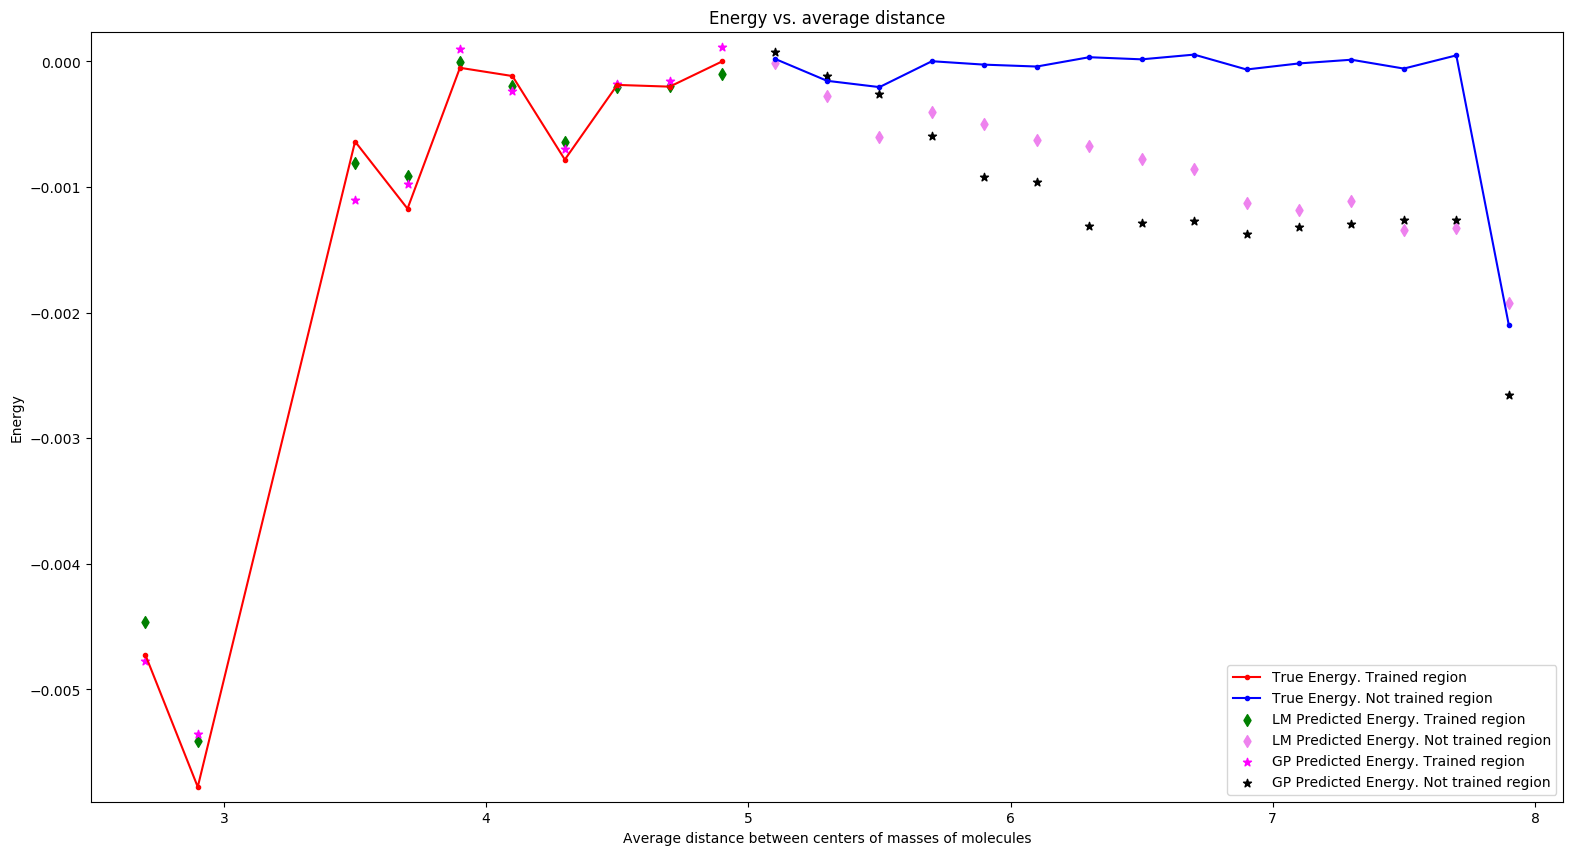 Energy vs. average distance
0.000
−0.001
−0.002
−0.003
−0.004
−0.005
Energy
3
4
5
6
7
8
Average distance between centers of masses of molecules
True Energy. Trained region
True Energy. Not trained region
LM Predicted Energy. Trained region
LM Predicted Energy. Not trained region
GP Predicted Energy. Trained region
GP Predicted Energy. Not trained region